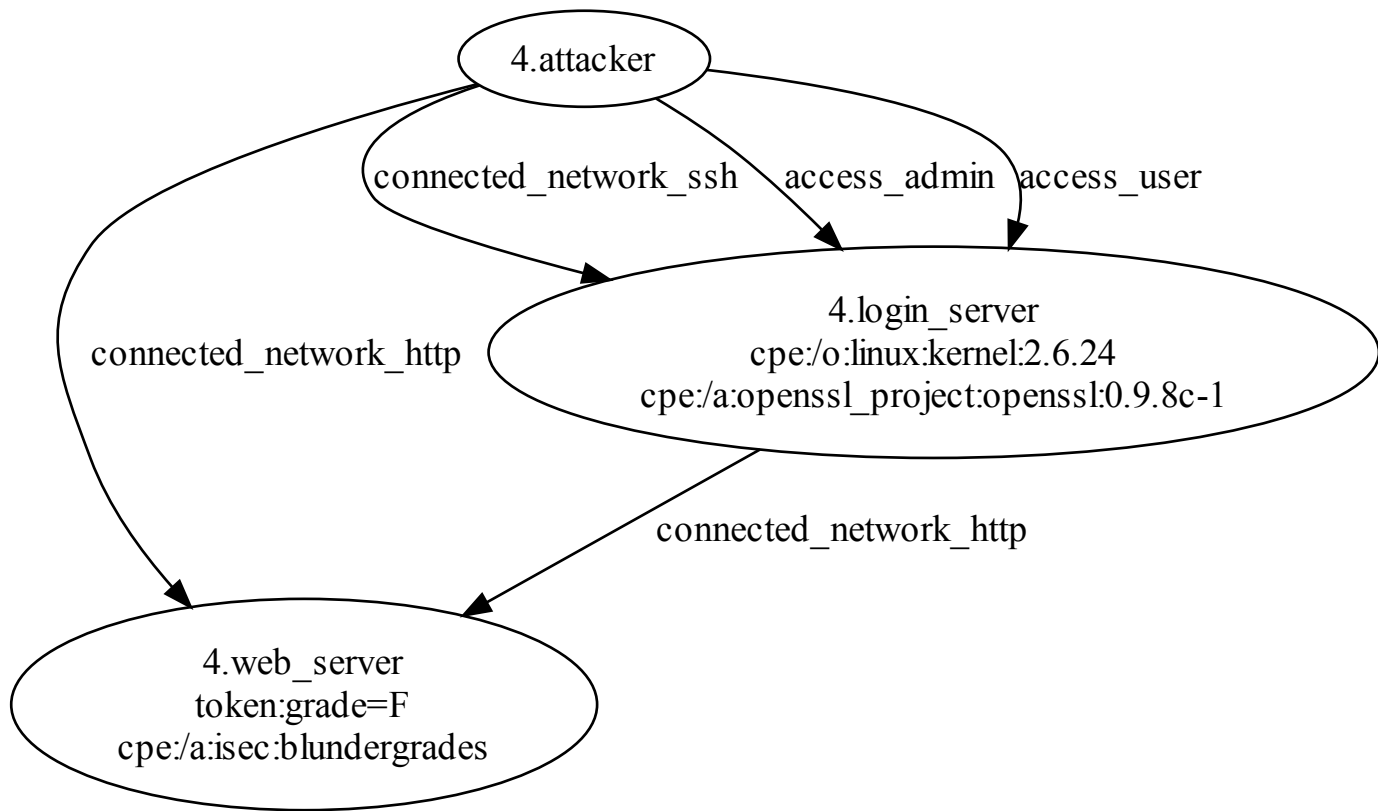 4.attacker
connected_network_ssh
access_admin
access_user
4.login_server
cpe:/o:linux:kernel:2.6.24
cpe:/a:openssl_project:openssl:0.9.8c-1
connected_network_http
connected_network_http
4.web_server
token:grade=F
cpe:/a:isec:blundergrades